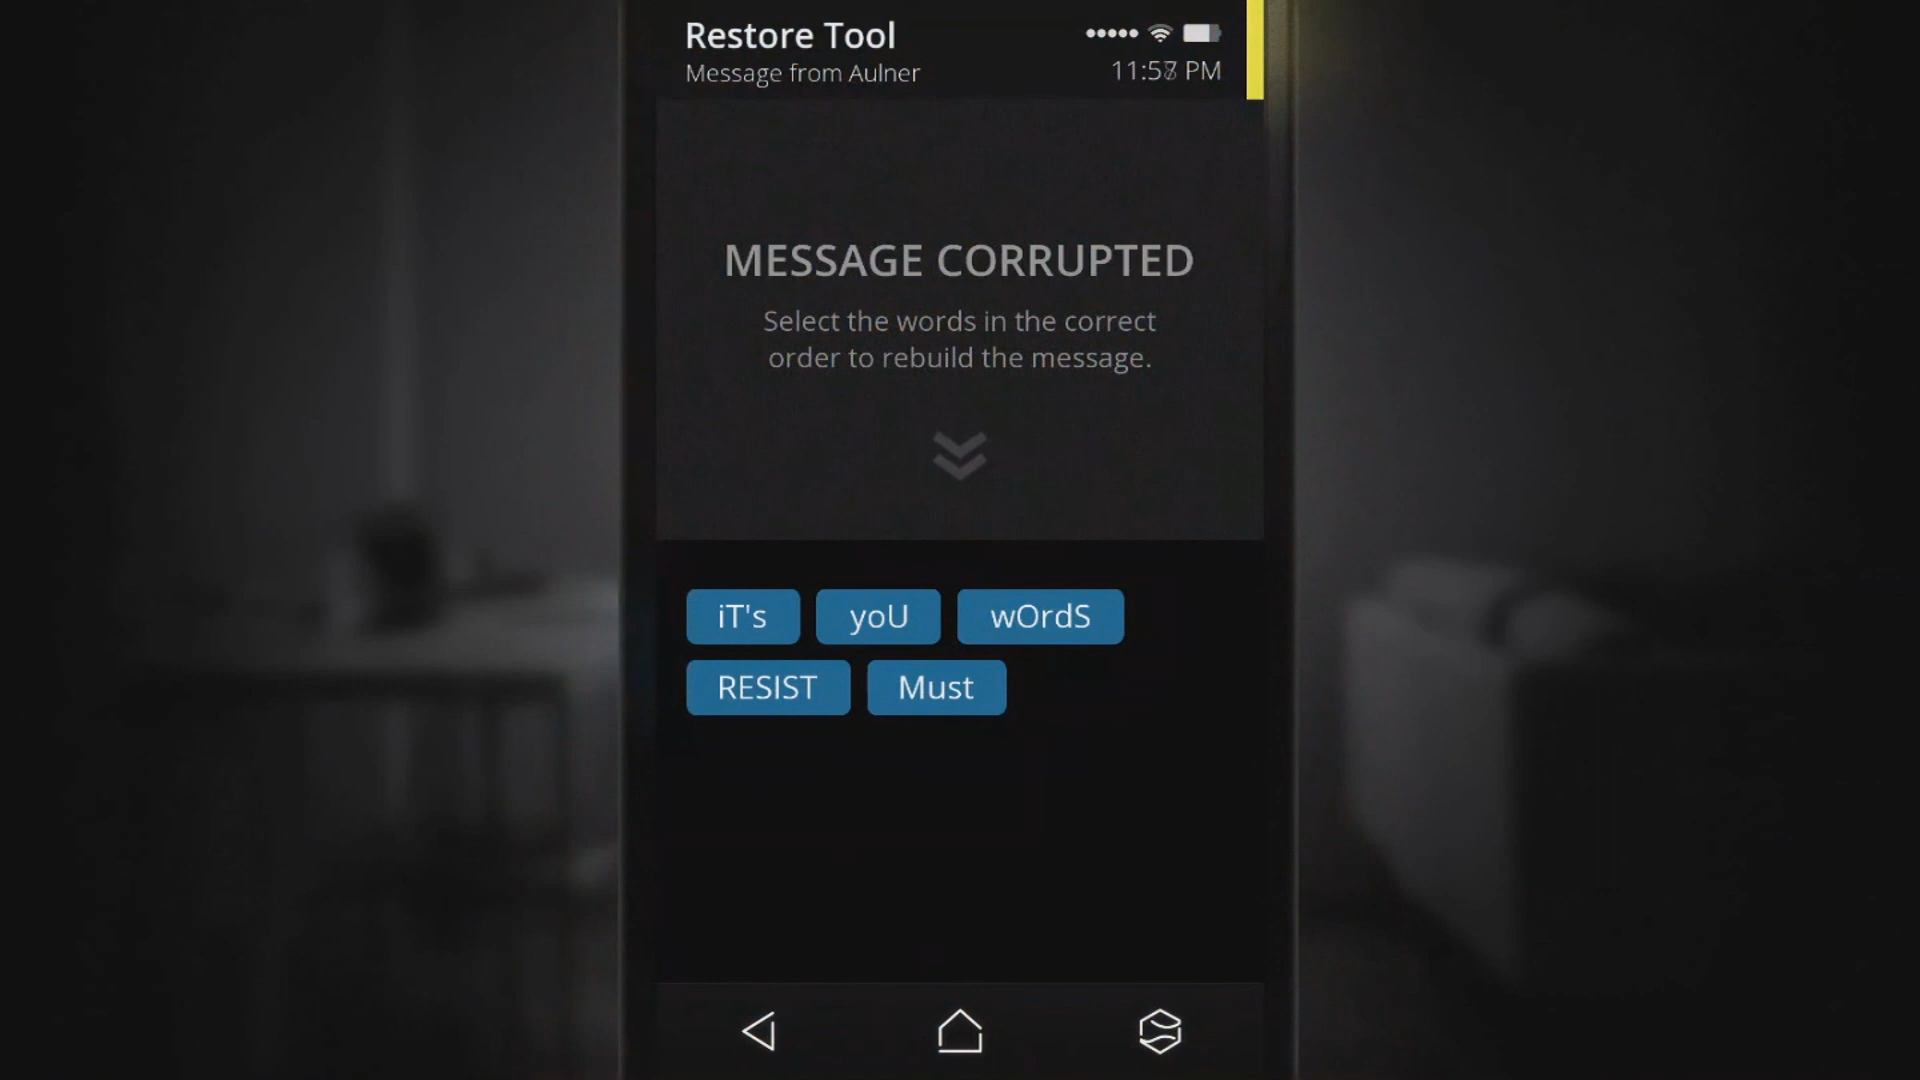 Restore Tool
Message from Aulner
11:58 PM
MESSAGE CORRUPTED
Select the words in the correct
order to rebuild the message.
iT's yoU wOrdS
RESIST Must